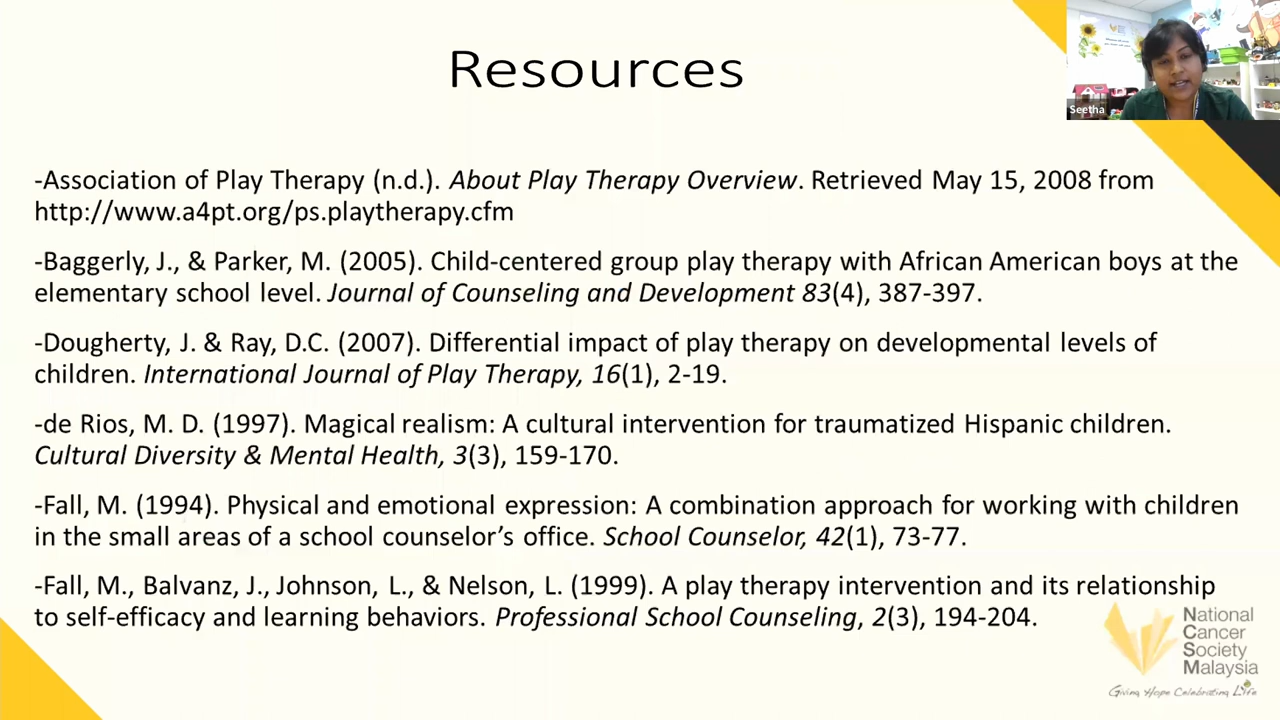 Resources
Seetha
-Association of Play Therapy (n.d.). About Play Therapy Overview. Retrieved May 15, 2008 from
http://www.a4pt.org/ps.playtherapy.cfm
-Baggerly, J., & Parker, M. (2005). Child-centered group play therapy with African American boys at the
elementary school level. Journal of Counseling and Development 83(4), 387-397.
-Dougherty, J. & Ray, D.C. (2007). Differential impact of play therapy on developmental levels of
children. International Journal of Play Therapy, 16(1), 2-19.
-de Rios, M. D. (1997). Magical realism: A cultural intervention for traumatized Hispanic children.
Cultural Diversity & Mental Health, 3(3), 159-170.
-Fall, M. (1994). Physical and emotional expression: A combination approach for working with children
in the small areas of a school counselor’s office. School Counselor, 42(1), 73-77.
-Fall, M., Balvanz, J., Johnson, L., & Nelson, L. (1999). A play therapy intervention and its relationship
to self-efficacy and learning behaviors. Professional School Counseling, 2(3), 194-204.
National
Cancer
Society
Malaysia
Giving Hope Celebrating Life